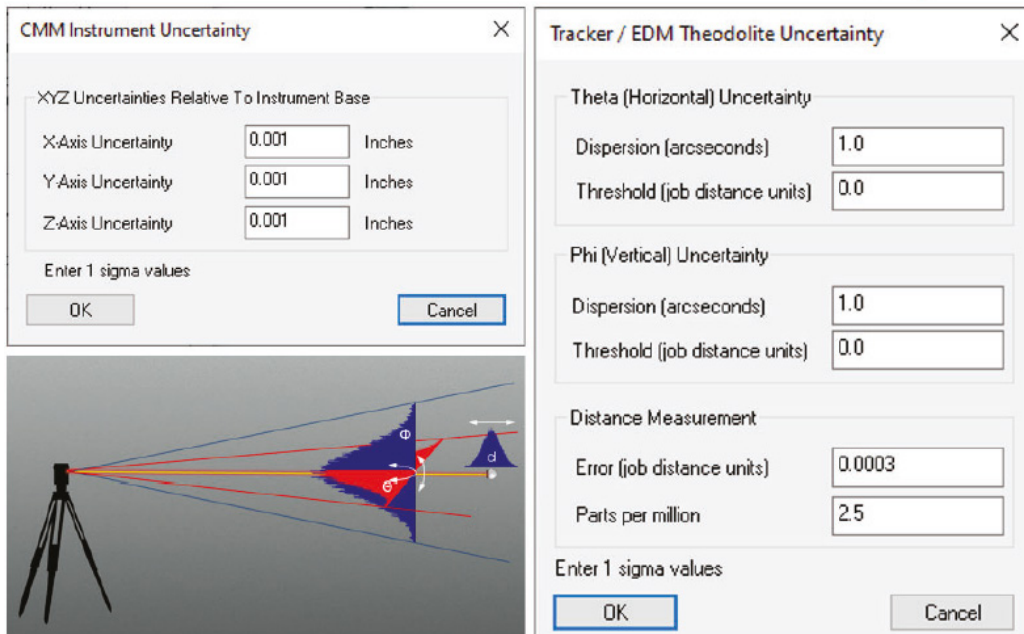 CMM Instrument Uncertainty
XYZ Uncertainties Relative To Instrument Base
X-Axis Uncertainty 0.001 Inches
Y-Axis Uncertainty 0.001 Inches
Z-Axis Uncertainty 0.001 Inches
Enter 1 sigma values
OK Cancel
Φ
d
Θ
Tracker / EDM Theodolite Uncertainty
Theta (Horizontal) Uncertainty
Dispersion (arcseconds) 1.0
Threshold (job distance units) 0.0
Phi (Vertical) Uncertainty
Dispersion (arcseconds) 1.0
Threshold (job distance units) 0.0
Distance Measurement
Error (job distance units) 0.0003
Parts per million 2.5
Enter 1 sigma values
OK Cancel